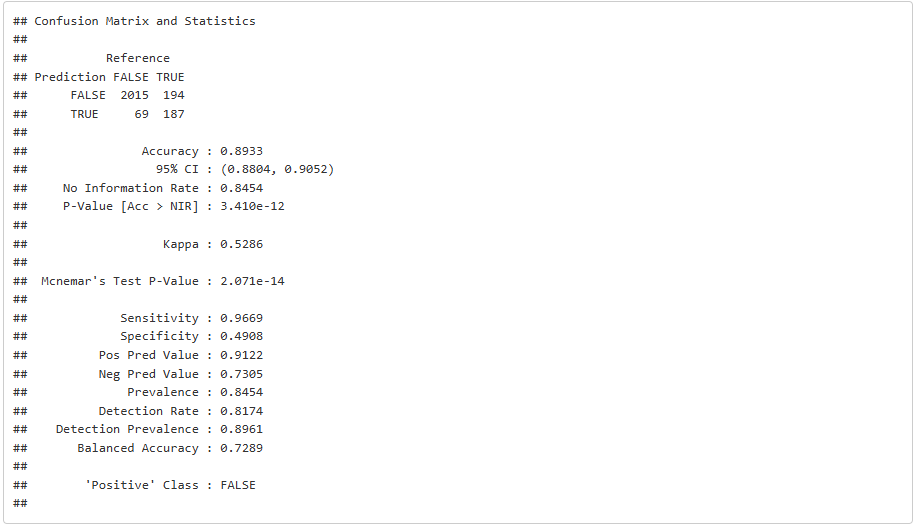 ## Confusion Matrix and Statistics
##
##           Reference
## Prediction FALSE TRUE
##      FALSE  2015  194
##      TRUE     69  187
##
##                Accuracy : 0.8933
##                  95% CI : (0.8804, 0.9052)
##     No Information Rate : 0.8454
##     P-Value [Acc > NIR] : 3.410e-12
##
##                   Kappa : 0.5286
##
##  Mcnemar's Test P-Value : 2.071e-14
##
##             Sensitivity : 0.9669
##             Specificity : 0.4908
##          Pos Pred Value : 0.9122
##          Neg Pred Value : 0.7305
##              Prevalence : 0.8454
##          Detection Rate : 0.8174
##    Detection Prevalence : 0.8961
##       Balanced Accuracy : 0.7289
##
##        'Positive' Class : FALSE
##